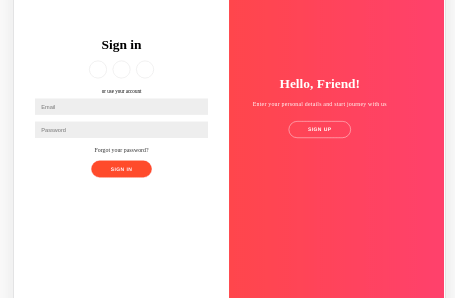 Sign in
or use your account
Email
Password
Forgot your password?
SIGN IN
Hello, Friend!
Enter your personal details and start journey with us
SIGN UP